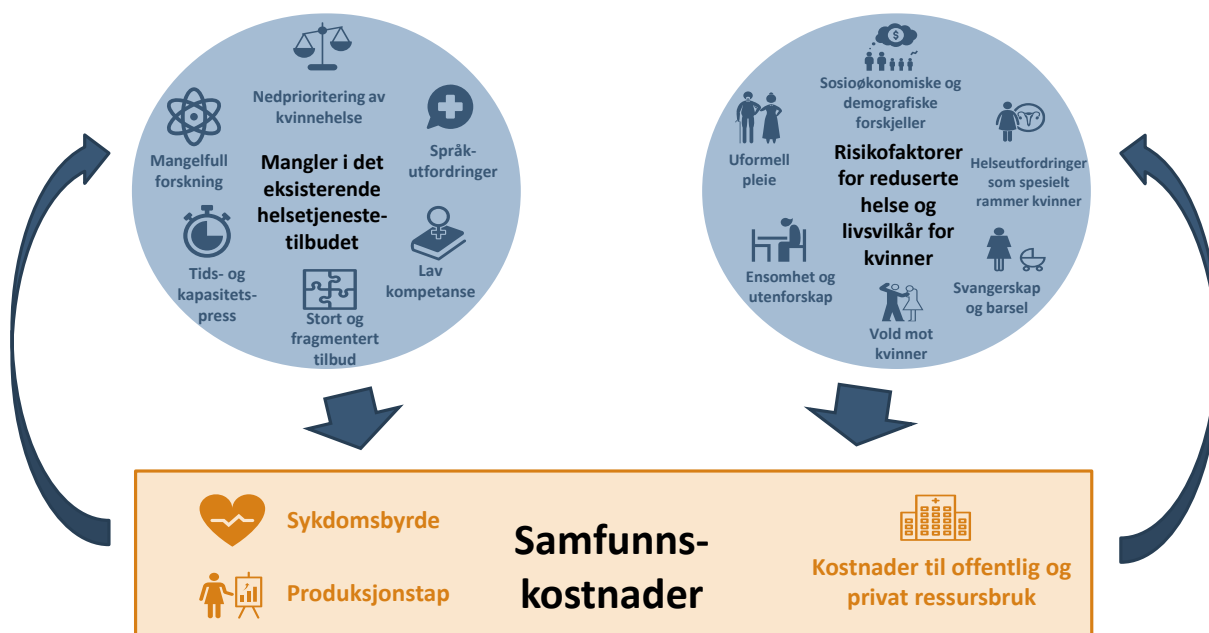 Nedprioritering av
kvinnehelse
Språk-
utfordringer
Mangelfull
forskning
Mangler i det
eksisterende
helsetjeneste-
tilbudet
Tids- og
kapasitets-
press
Lav
kompetanse
Stort og
fragmentert
tilbud
$
Sosioøkonomiske og
demografiske
forskjeller
Uformell
pleie
Risikofaktorer
for reduserte
helse og
livsvilkår for
kvinner
Helseutfordringer
som spesielt
rammer kvinner
Ensomhet og
utenforskap
Svangerskap
og barsel
Vold mot
kvinner
Sykdomsbyrde
Produksjonstap
Samfunns-
kostnader
Kostnader til offentlig og
privat ressursbruk